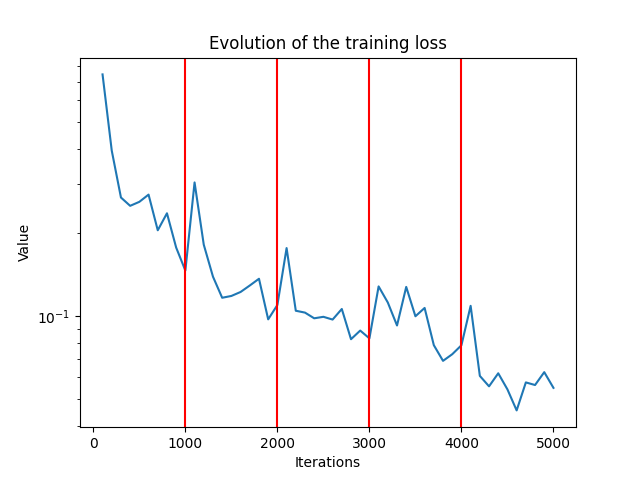 Evolution of the training loss
Value
10⁻¹
0 1000 2000 3000 4000 5000
Iterations